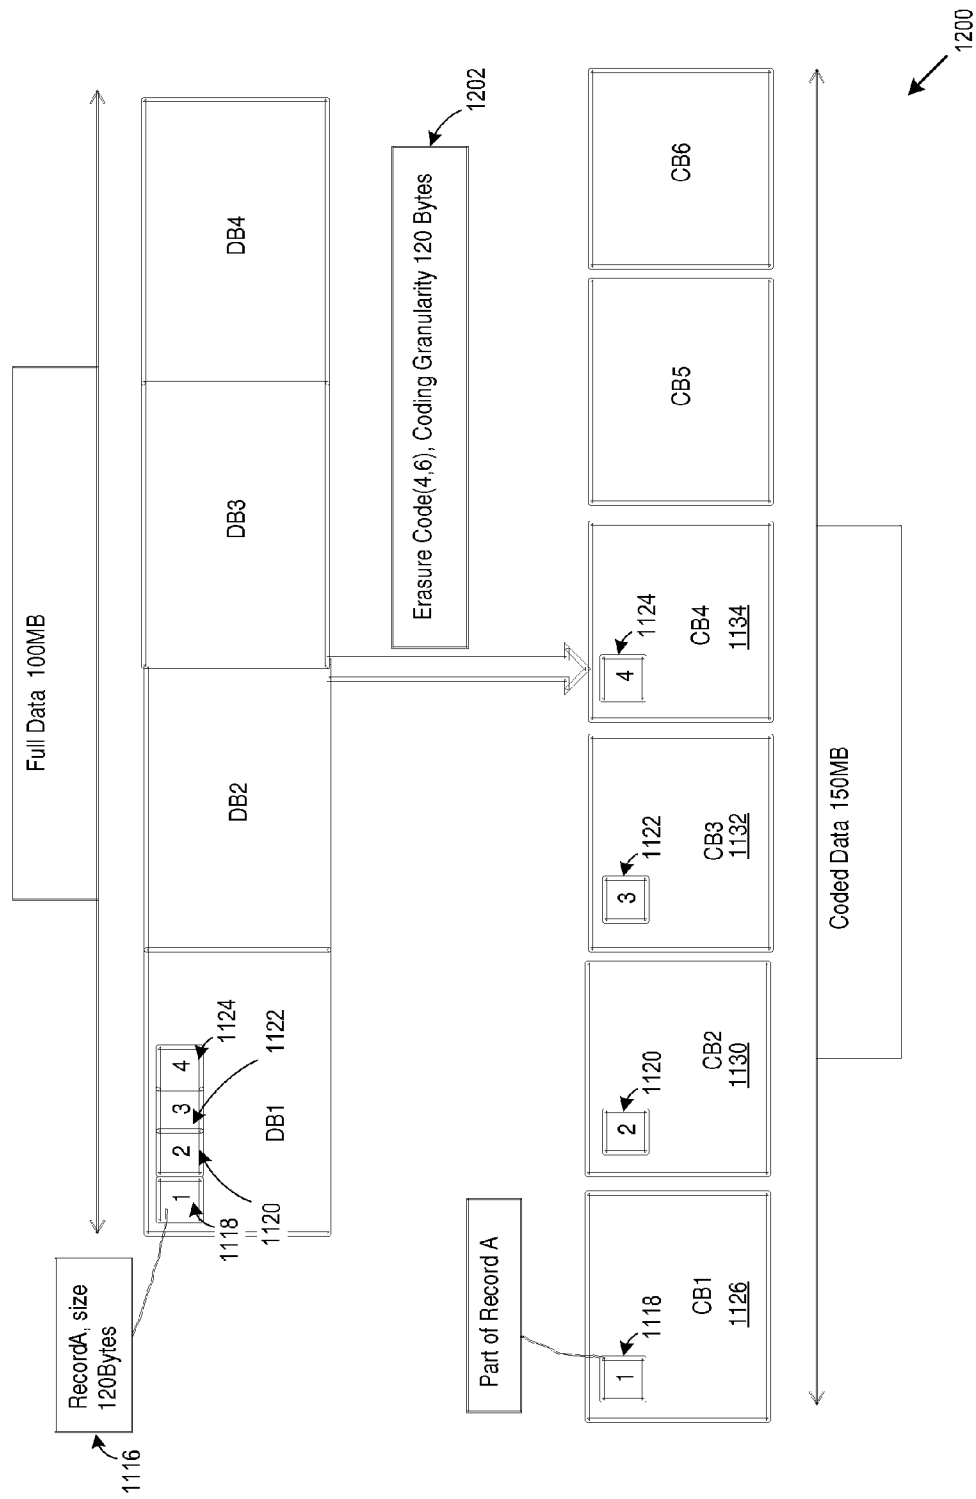 1200
Full Data 100MB
RecordA, size
120Bytes
1116
1
2
3
4
1118
1120
1122
1124
DB1
DB2
DB3
DB4
Erasure Code(4,6), Coding Granularity 120 Bytes
1202
Part of Record A
1
1118
CB1
1126
2
1120
CB2
1130
3
1122
CB3
1132
4
1124
CB4
1134
CB5
CB6
Coded Data 150MB